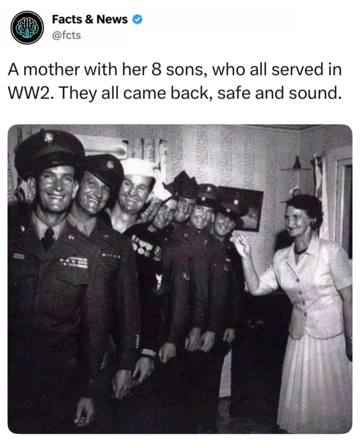 Facts & News
@fcts
A mother with her 8 sons, who all served in
WW2. They all came back, safe and sound.